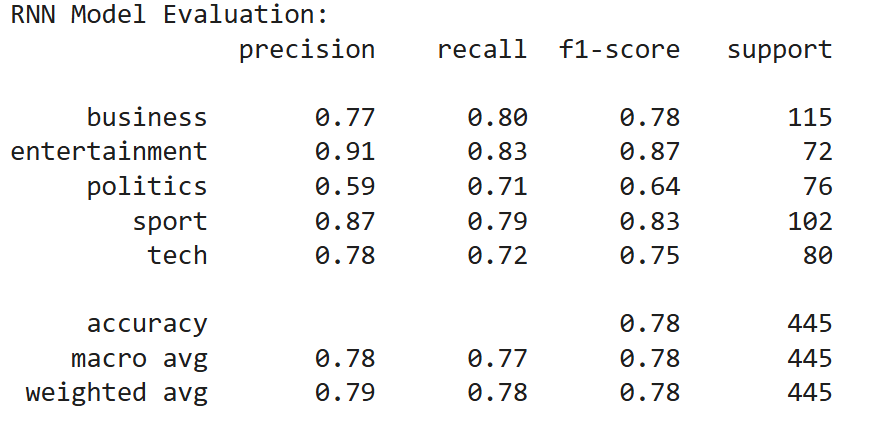 RNN Model Evaluation:
precision recall f1-score support
business 0.77 0.80 0.78 115
entertainment 0.91 0.83 0.87 72
politics 0.59 0.71 0.64 76
sport 0.87 0.79 0.83 102
tech 0.78 0.72 0.75 80
accuracy 0.78 445
macro avg 0.78 0.77 0.78 445
weighted avg 0.79 0.78 0.78 445